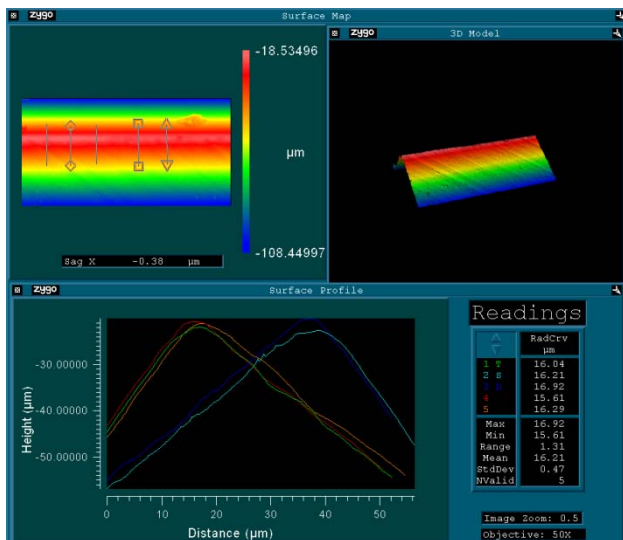 zygo Surface Map
-18.53496
µm
-108.44997
Sag X -0.38 µm
zygo 3D Model
zygo Surface Profile
Height (µm)
-30.00000
-40.00000
-50.00000
0 10 20 30 40 50
Distance (µm)
Readings
RadCrv
µm
1 T 16.04
2 S 16.21
3 D 16.92
4 15.61
5 16.29
Max 16.92
Min 15.61
Range 1.31
Mean 16.21
StdDev 0.47
NValid 5
Image Zoom: 0.5
Objective: 50X